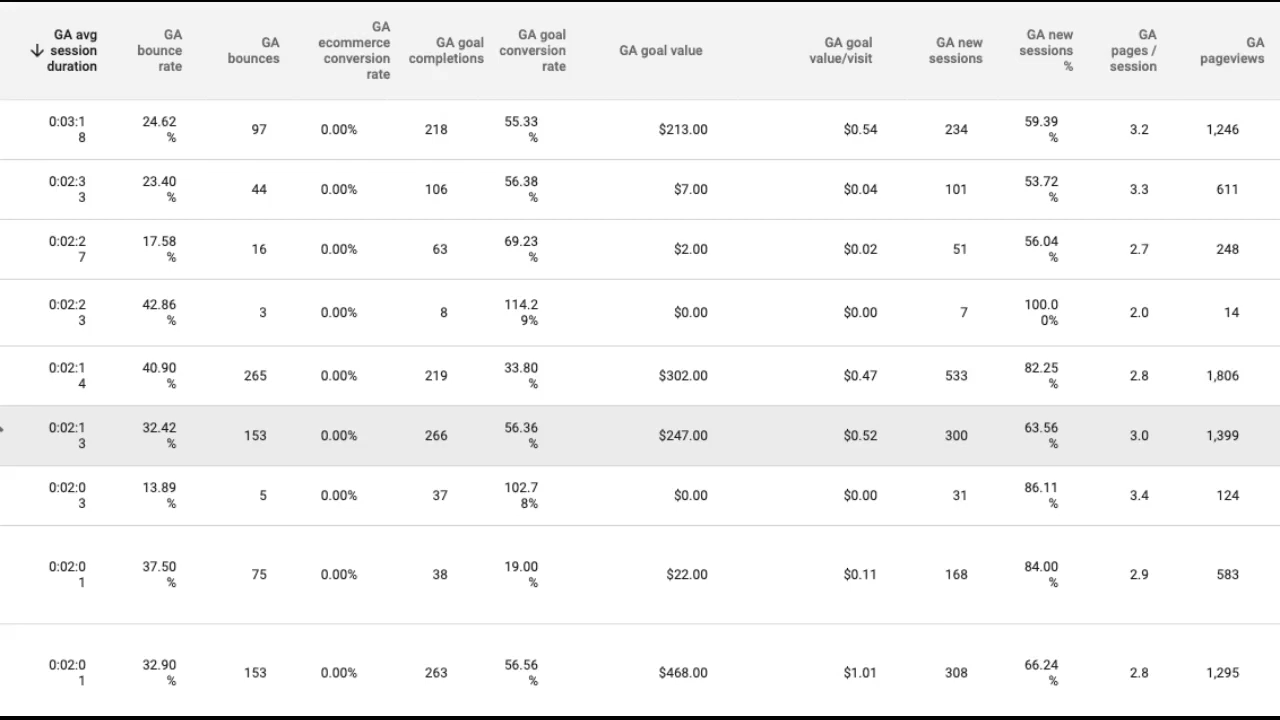 GA avg session duration GA bounce rate GA bounces GA ecommerce conversion rate GA goal completions GA goal conversion rate GA goal value GA goal value/visit GA new sessions GA new sessions % GA pages / session GA pageviews
0:03:18 24.62% 97 0.00% 218 55.33% $213.00 $0.54 234 59.39% 3.2 1,246
0:02:33 23.40% 44 0.00% 106 56.38% $7.00 $0.04 101 53.72% 3.3 611
0:02:27 17.58% 16 0.00% 63 69.23% $2.00 $0.02 51 56.04% 2.7 248
0:02:23 42.86% 3 0.00% 8 114.29% $0.00 $0.00 7 100.00% 2.0 14
0:02:14 40.90% 265 0.00% 219 33.80% $302.00 $0.47 533 82.25% 2.8 1,806
0:02:13 32.42% 153 0.00% 266 56.36% $247.00 $0.52 300 63.56% 3.0 1,399
0:02:03 13.89% 5 0.00% 37 102.78% $0.00 $0.00 31 86.11% 3.4 124
0:02:01 37.50% 75 0.00% 38 19.00% $22.00 $0.11 168 84.00% 2.9 583
0:02:01 32.90% 153 0.00% 263 56.56% $468.00 $1.01 308 66.24% 2.8 1,295